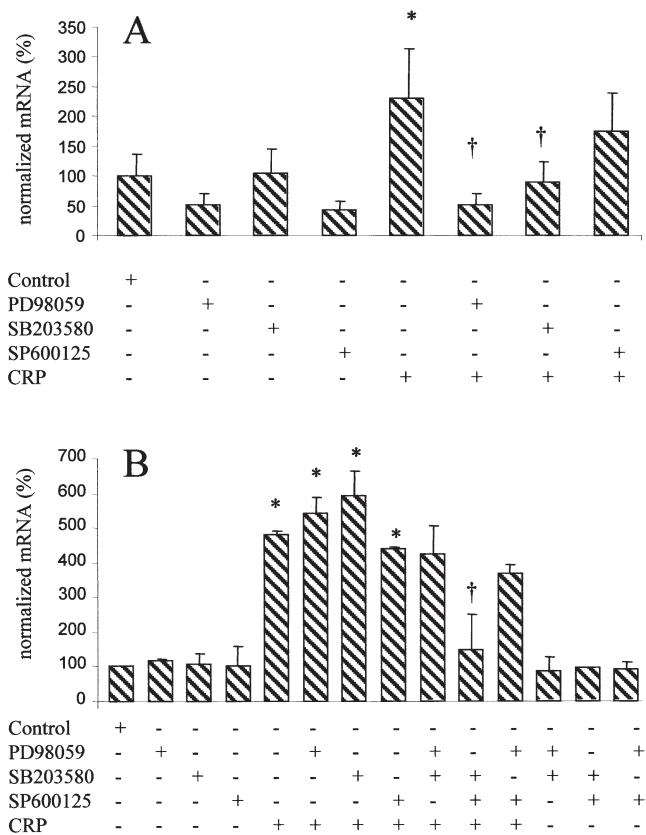 A
normalized mRNA (%)
350
300
250
200
150
100
50
0
*
†
†
Control + - - - - - - -
PD98059 - + - - - + - -
SB203580 - - + - - - + -
SP600125 - - - + - - - +
CRP - - - - + + + +
B
normalized mRNA (%)
700
600
500
400
300
200
100
0
*
*
*
*
†
Control + - - - - - - - - - - - - -
PD98059 - + - - - + - - + - + + - +
SB203580 - - + - - - + - + + - + + -
SP600125 - - - + - - - + - + + - + +
CRP - - - - + + + + + + + - - -